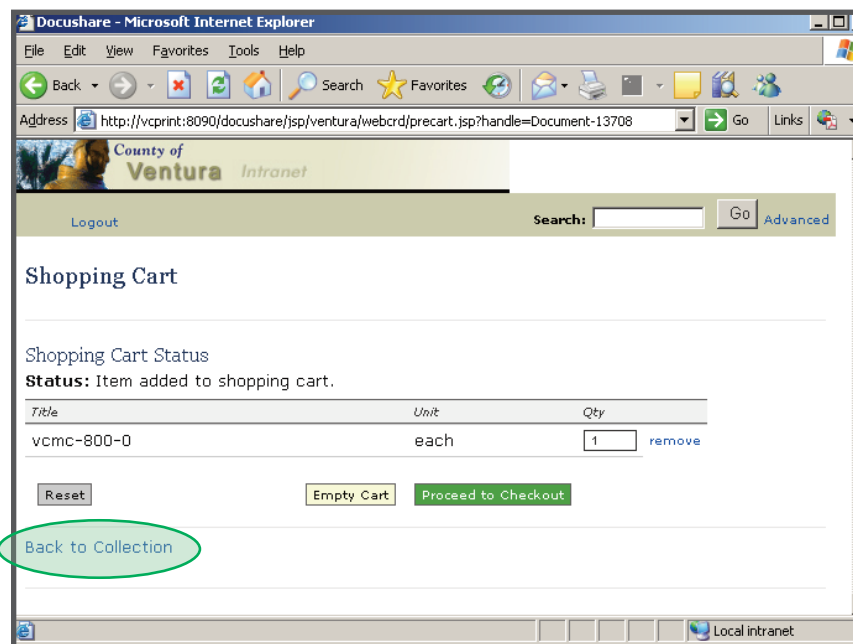 Docushare - Microsoft Internet Explorer
File Edit View Favorites Tools Help
Back Search Favorites
Address http://vcprint:8090/docushare/jsp/ventura/webcrd/precart.jsp?handle=Document-13708 Go Links
County of
Ventura Intranet
Logout Search: Go Advanced
Shopping Cart
Shopping Cart Status
Status: Item added to shopping cart.
Title Unit Qty
vcmc-800-0 each 1 remove
Reset Empty Cart Proceed to Checkout
Back to Collection
Local intranet